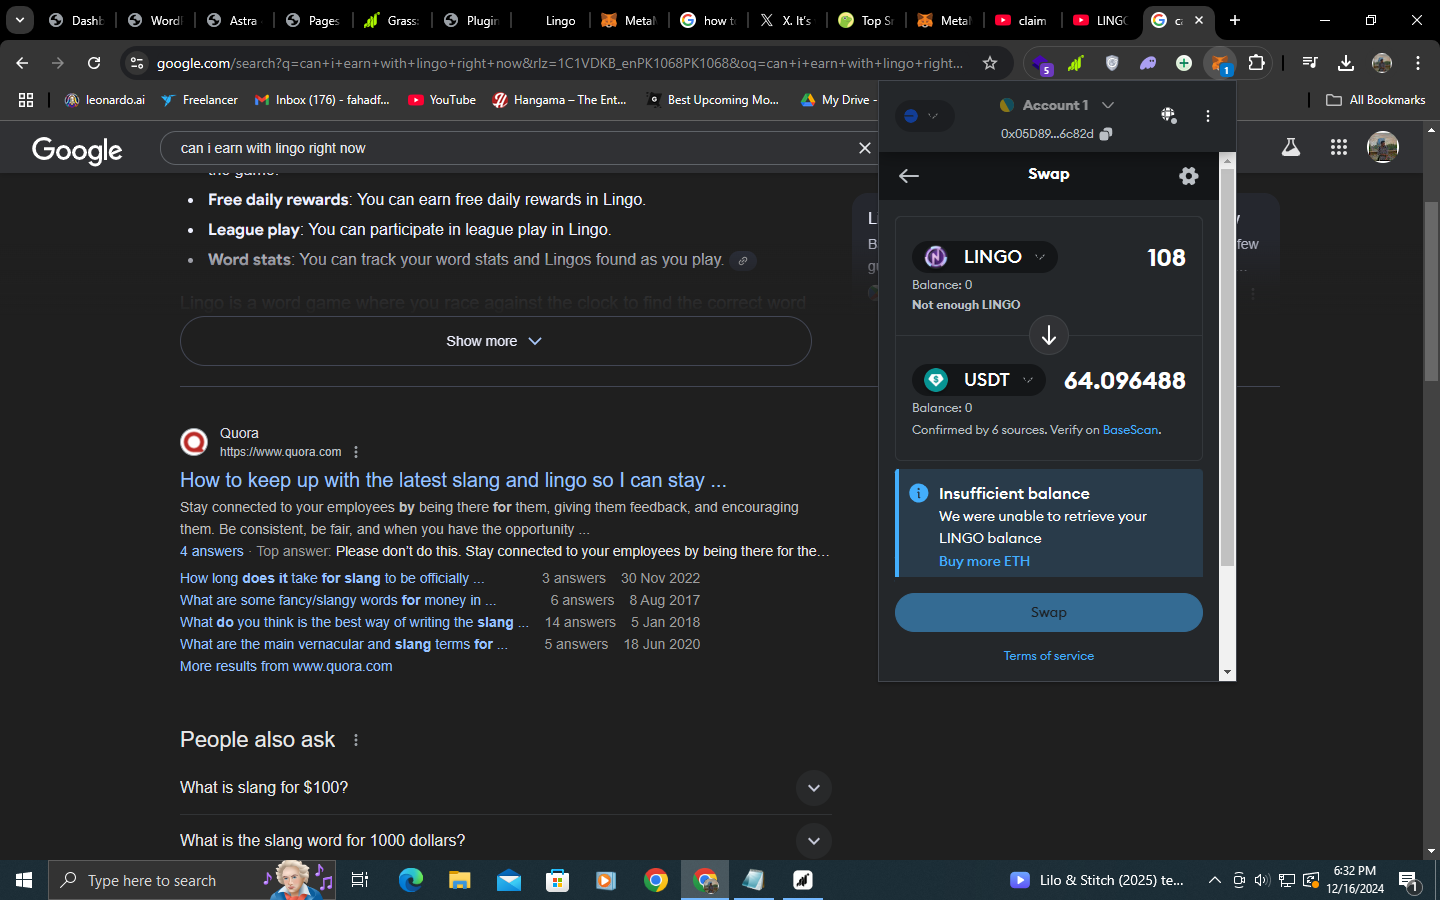 Dashb
WordP
Astra
Pages
Grass
Plugin
Lingo
MetaM
how to
X. It's
Top S
MetaM
claim
LINGO
google.com/search?q=can+i+earn+with+lingo+right+now&rlz=1C1VDKB_enPK1068PK1068&oq=can+i+earn+with+lingo+right...
5
1
leonardo.ai
Freelancer
Inbox (176) - fahadf...
YouTube
Hangama – The Ent...
Best Upcoming Mo...
My Drive -
All Bookmarks
Google
can i earn with lingo right now
the game.
Free daily rewards: You can earn free daily rewards in Lingo.
League play: You can participate in league play in Lingo.
Word stats: You can track your word stats and Lingos found as you play.
Lingo is a word game where you race against the clock to find the correct word
Show more
few
Quora
https://www.quora.com
How to keep up with the latest slang and lingo so I can stay ...
Stay connected to your employees by being there for them, giving them feedback, and encouraging
them. Be consistent, be fair, and when you have the opportunity ...
4 answers · Top answer: Please don't do this. Stay connected to your employees by being there for the...
How long does it take for slang to be officially ... 3 answers 30 Nov 2022
What are some fancy/slangy words for money in ... 6 answers 8 Aug 2017
What do you think is the best way of writing the slang ... 14 answers 5 Jan 2018
What are the main vernacular and slang terms for ... 5 answers 18 Jun 2020
More results from www.quora.com
People also ask
What is slang for $100?
What is the slang word for 1000 dollars?
Account 1
0x05D89...6c82d
Swap
LINGO 108
Balance: 0
Not enough LINGO
USDT 64.096488
Balance: 0
Confirmed by 6 sources. Verify on BaseScan.
Insufficient balance
We were unable to retrieve your
LINGO balance
Buy more ETH
Swap
Terms of service
Type here to search
Lilo & Stitch (2025) te...
6:32 PM
12/16/2024
1